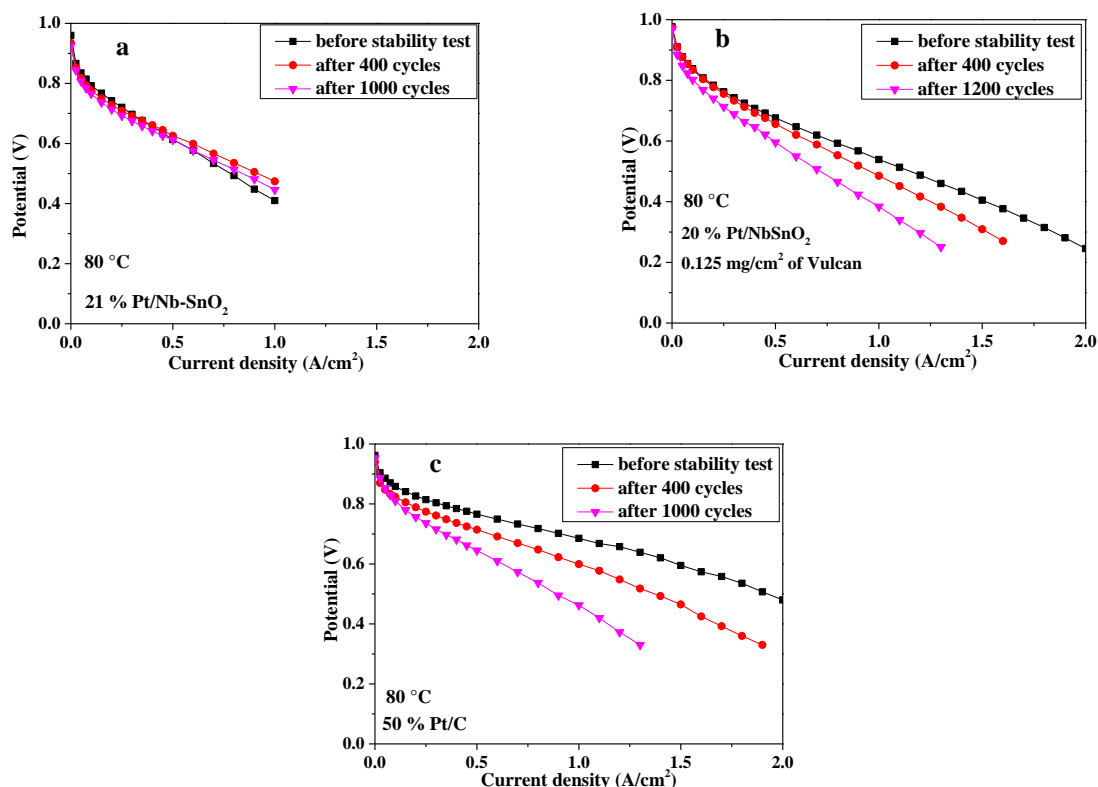 a
before stability test
after 400 cycles
after 1000 cycles
1.0
0.8
0.6
0.4
0.2
0.0
Potential (V)
80 °C
21 % Pt/Nb-SnO₂
0.0 0.5 1.0 1.5 2.0
Current density (A/cm²)
b
before stability test
after 400 cycles
after 1200 cycles
1.0
0.8
0.6
0.4
0.2
0.0
Potential (V)
80 °C
20 % Pt/NbSnO₂
0.125 mg/cm² of Vulcan
0.0 0.5 1.0 1.5 2.0
Current density (A/cm²)
c
before stability test
after 400 cycles
after 1000 cycles
1.0
0.8
0.6
0.4
0.2
0.0
Potential (V)
80 °C
50 % Pt/C
0.0 0.5 1.0 1.5 2.0
Current density (A/cm²)